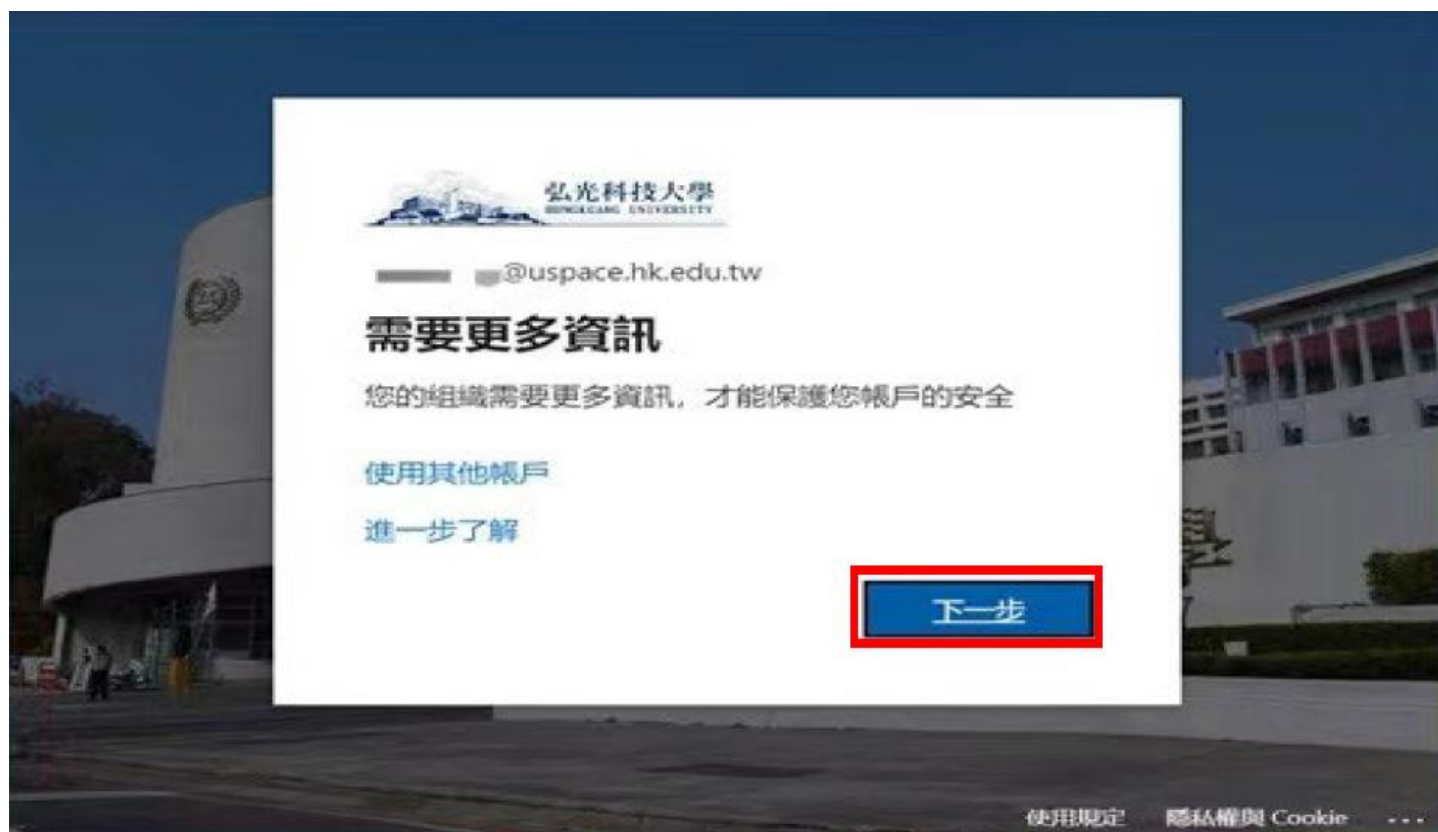 弘光科技大學
HUNGKUANG UNIVERSITY
@uspace.hk.edu.tw
需要更多資訊
您的組織需要更多資訊，才能保護您帳戶的安全
使用其他帳戶
進一步了解
下一步
使用規定 隱私權與 Cookie ...